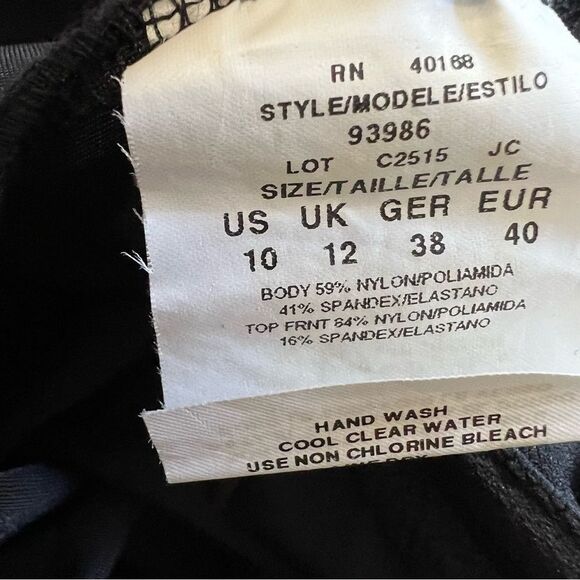 RN 40168
STYLE/MODELE/ESTILO
93986
LOT C2515 JC
SIZE/TAILLE/TALLE
US UK GER EUR
10 12 38 40
BODY 59% NYLON/POLIAMIDA
41% SPANDEX/ELASTANO
TOP FRNT 84% NYLON/POLIAMIDA
16% SPANDEX/ELASTANO
HAND WASH
COOL CLEAR WATER
USE NON CHLORINE BLEACH